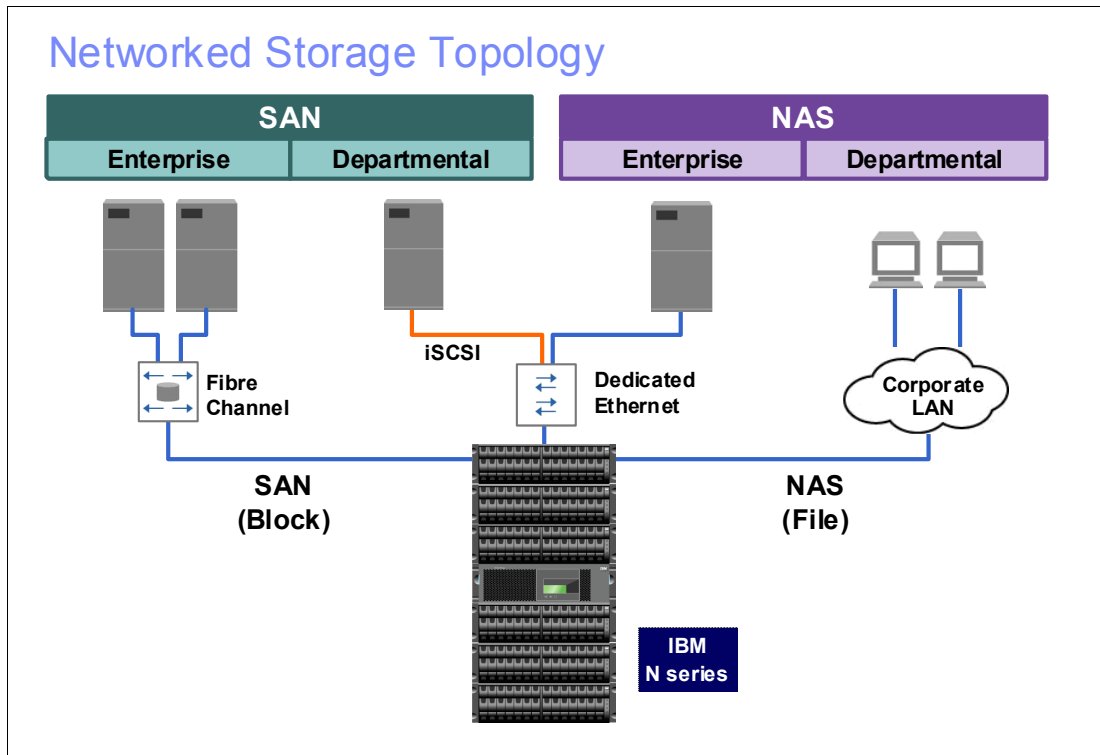 Networked Storage Topology
SAN
NAS
Enterprise
Departmental
Enterprise
Departmental
iSCSI
Fibre
Channel
Dedicated
Ethernet
Corporate
LAN
SAN
(Block)
NAS
(File)
IBM
N series